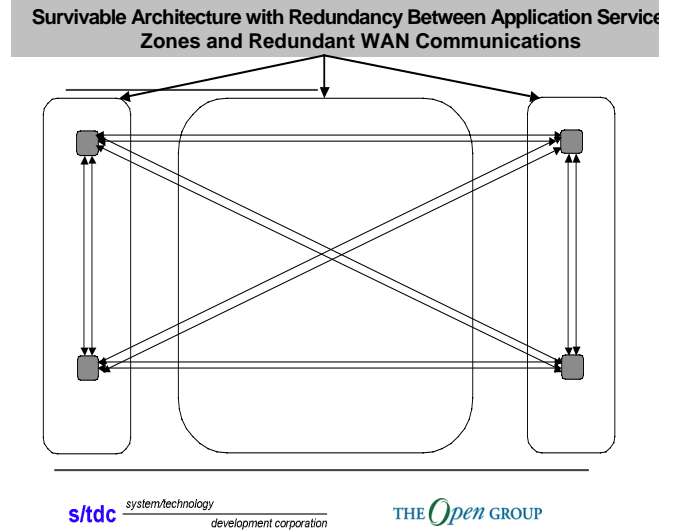 Survivable Architecture with Redundancy Between Application Service
Zones and Redundant WAN Communications
s/tdc system/technology
development corporation
THE Open GROUP